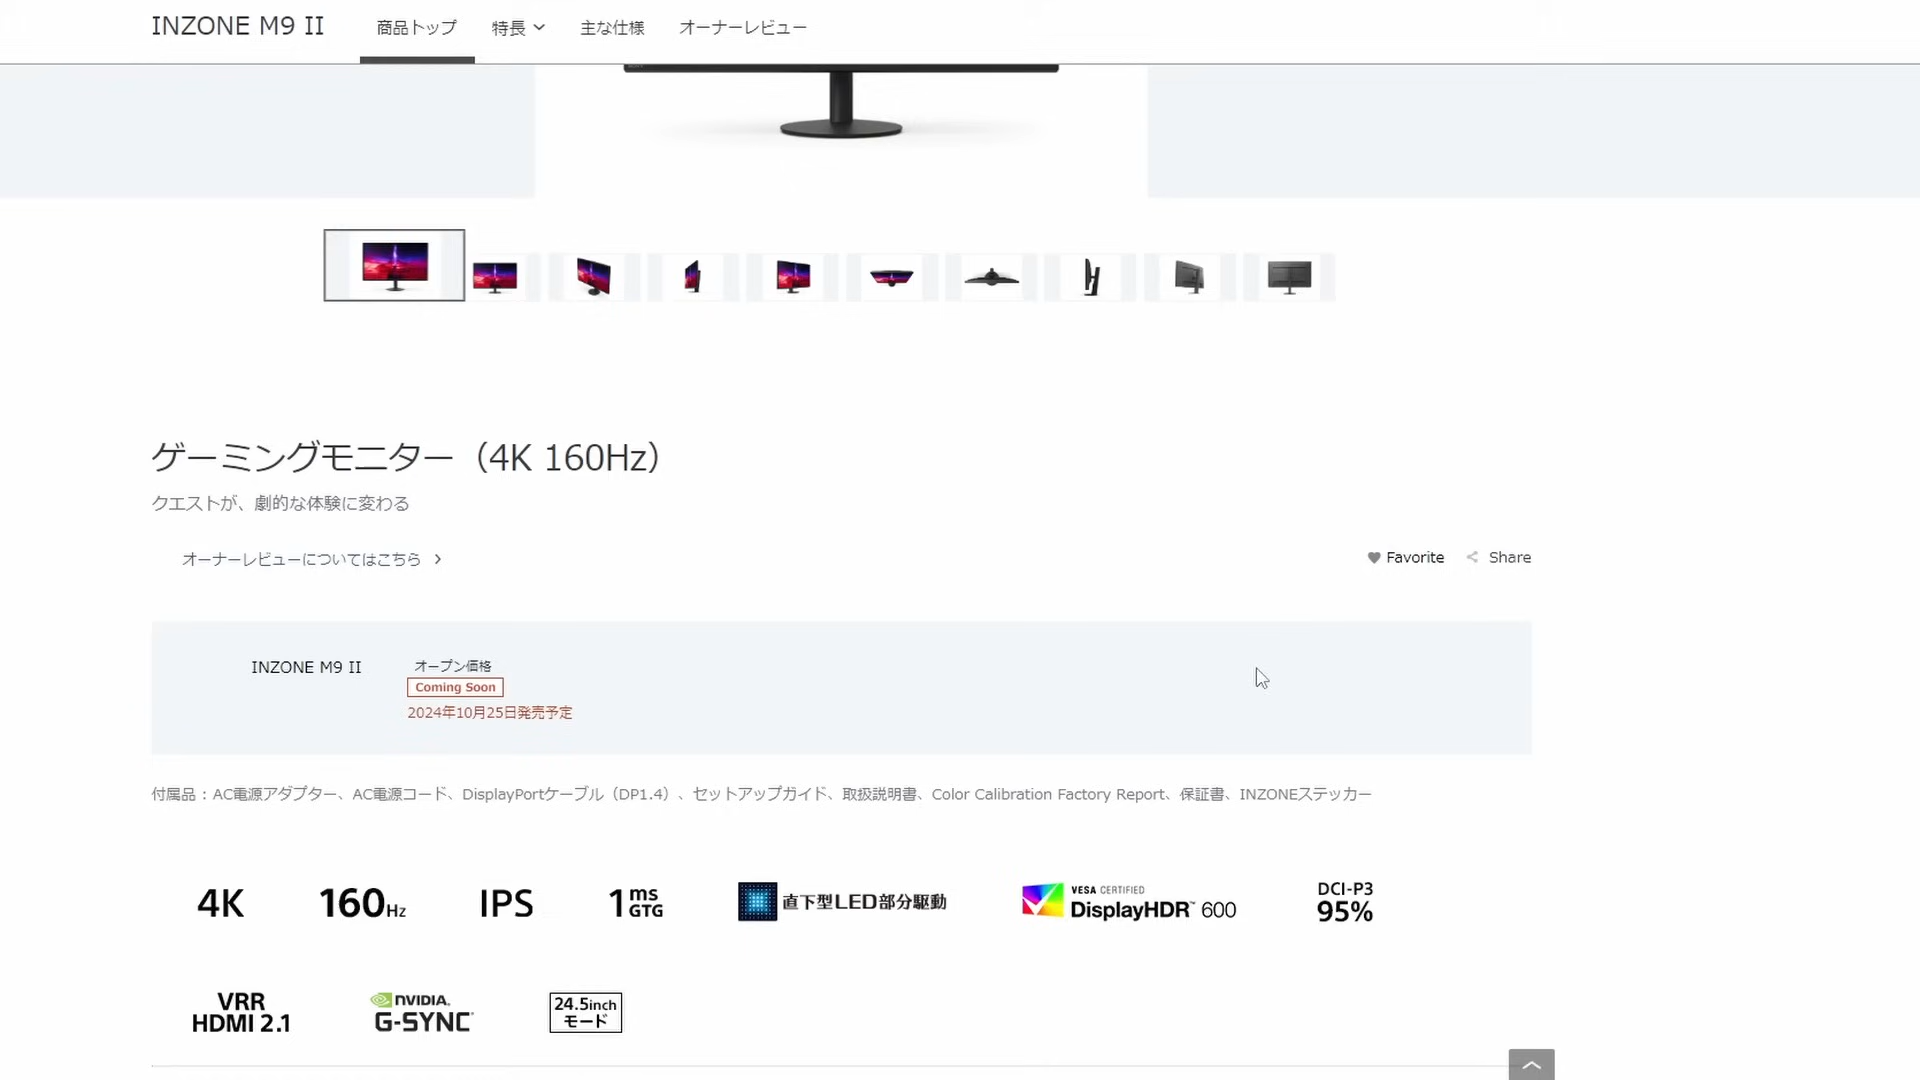 INZONE M9 II
商品トップ
特長
主な仕様
オーナーレビュー
ゲーミングモニター（4K 160Hz）
クエストが、劇的な体験に変わる
オーナーレビューについてはこちら
Favorite
Share
INZONE M9 II
オープン価格
Coming Soon
2024年10月25日発売予定
付属品：AC電源アダプター、AC電源コード、DisplayPortケーブル（DP1.4）、セットアップガイド、取扱説明書、Color Calibration Factory Report、保証書、INZONEステッカー
4K
160Hz
IPS
1ms GTG
直下型LED部分駆動
VESA CERTIFIED
DisplayHDR™ 600
DCI-P3
95%
VRR
HDMI 2.1
NVIDIA.
G-SYNC
24.5inch
モード